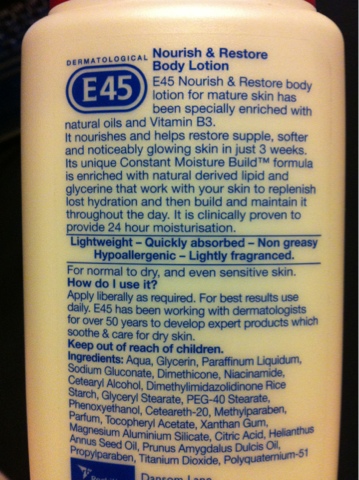 DERMATOLOGICAL
E45
Nourish & Restore
Body Lotion
E45 Nourish & Restore body
lotion for mature skin has
been specially enriched with
natural oils and Vitamin B3.
It nourishes and helps restore supple, softer
and noticeably glowing skin in just 3 weeks.
Its unique Constant Moisture Build™ formula
is enriched with natural derived lipid and
glycerine that work with your skin to replenish
lost hydration and then build and maintain it
throughout the day. It is clinically proven to
provide 24 hour moisturisation.
Lightweight – Quickly absorbed – Non greasy
Hypoallergenic – Lightly fragranced.
For normal to dry, and even sensitive skin.
How do I use it?
Apply liberally as required. For best results use
daily. E45 has been working with dermatologists
for over 50 years to develop expert products which
soothe & care for dry skin.
Keep out of reach of children.
Ingredients: Aqua, Glycerin, Paraffinum Liquidum,
Sodium Gluconate, Dimethicone, Niacinamide,
Cetearyl Alcohol, Dimethylimidazolidinone Rice
Starch, Glyceryl Stearate, PEG-40 Stearate,
Phenoxyethanol, Ceteareth-20, Methylparaben,
Parfum, Tocopheryl Acetate, Xanthan Gum,
Magnesium Aluminium Silicate, Citric Acid, Helianthus
Annus Seed Oil, Prunus Amygdalus Dulcis Oil,
Propylparaben, Titanium Dioxide, Polyquaternium-51
Lane